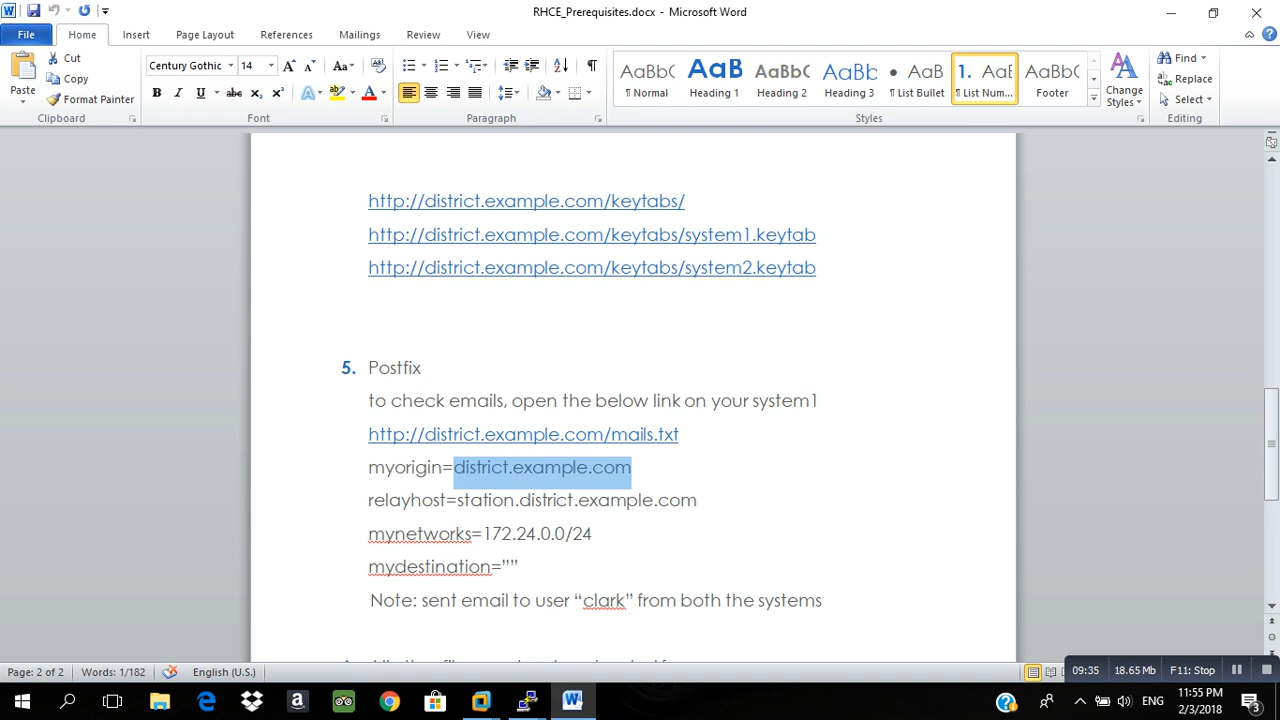 RHCE_Prerequisites.docx - Microsoft Word
File Home Insert Page Layout References Mailings Review View
Paste
Cut
Copy
Format Painter
Clipboard
Century Gothic 14
Font
Paragraph
AaBbC AaB AaBbC AaBb AaB 1. Aa AaBbC
¶ Normal Heading 1 Heading 2 Heading 3 ¶ List Bullet ¶ List Num... Footer
Change Styles
Styles
Find
Replace
Select
Editing
http://district.example.com/keytabs/
http://district.example.com/keytabs/system1.keytab
http://district.example.com/keytabs/system2.keytab
5. Postfix
to check emails, open the below link on your system1
http://district.example.com/mails.txt
myorigin=district.example.com
relayhost=station.district.example.com
mynetworks=172.24.0.0/24
mydestination=””
Note: sent email to user “clark” from both the systems
Page: 2 of 2 Words: 1/182 English (U.S.)
09:35 18.65 Mb F11: Stop
ENG 11:55 PM
2/3/2018
3